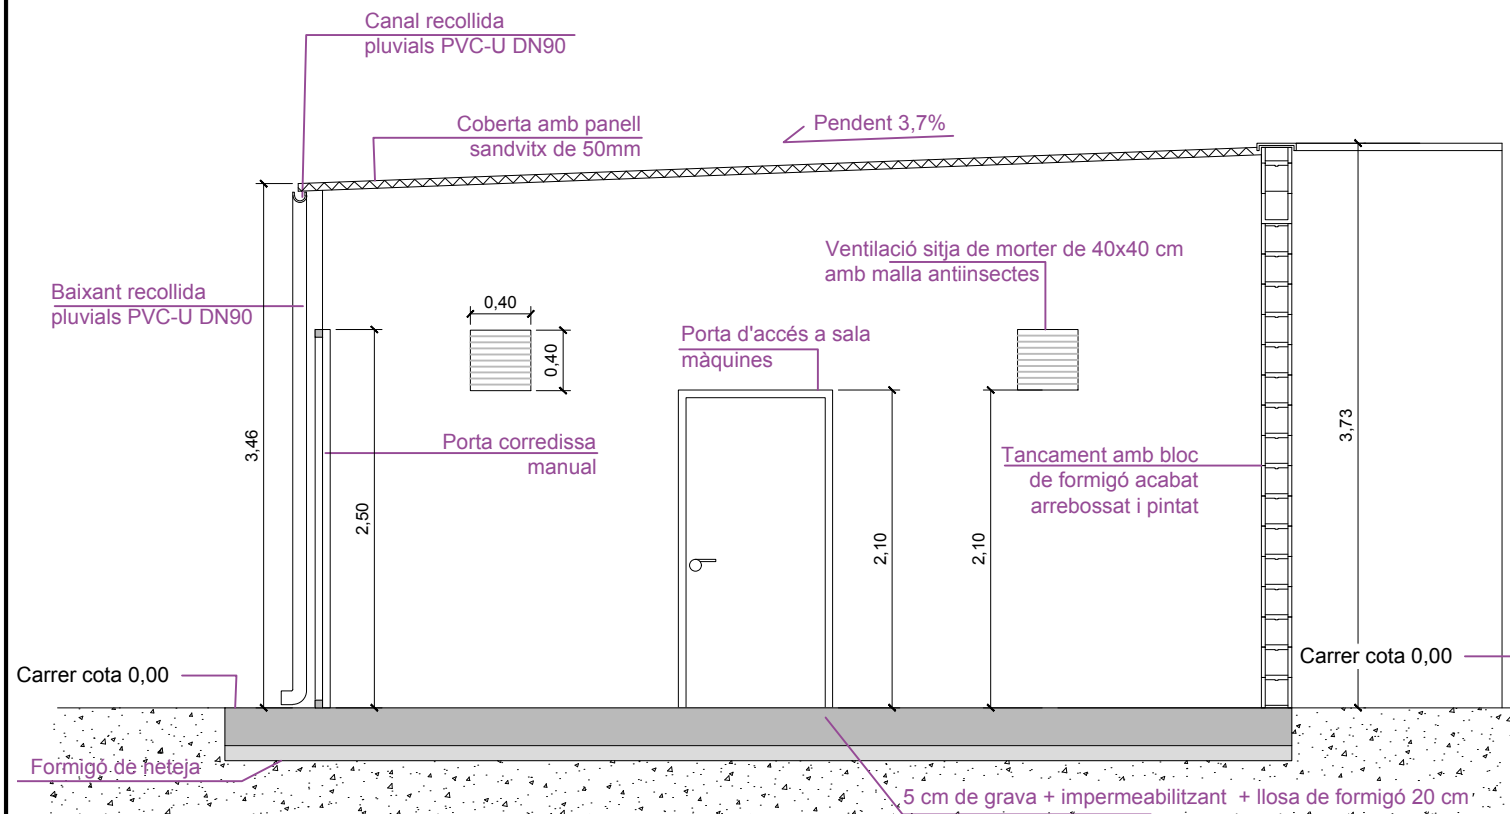 Canal recollida
pluvials PVC-U DN90
Coberta amb panell
sandvitx de 50mm
Pendent 3,7%
Ventilació sitja de morter de 40x40 cm
amb malla antiinsectes
Baixant recollida
pluvials PVC-U DN90
0,40
0,40
Porta d'accés a sala
màquines
3,46
Porta corredissa
manual
2,50
2,10
2,10
Tancament amb bloc
de formigó acabat
arrebossat i pintat
3,73
Carrer cota 0,00
Carrer cota 0,00
Formigó de neteja
5 cm de grava + impermeabilitzant + llosa de formigó 20 cm